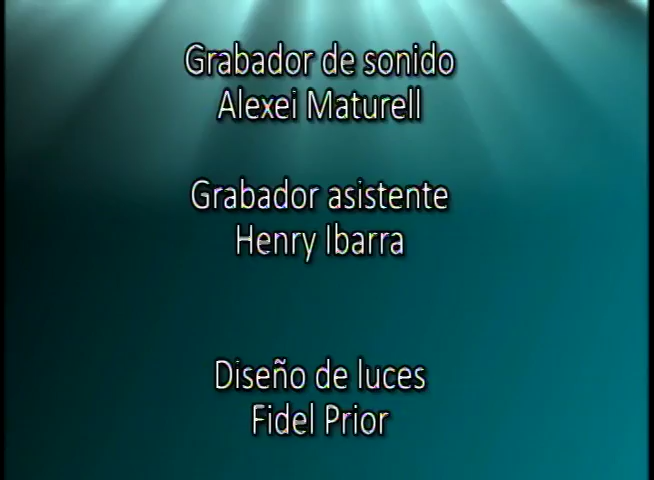 Grabador de sonido
Alexei Maturell
Grabador asistente
Henry Ibarra
Diseño de luces
Fidel Prior